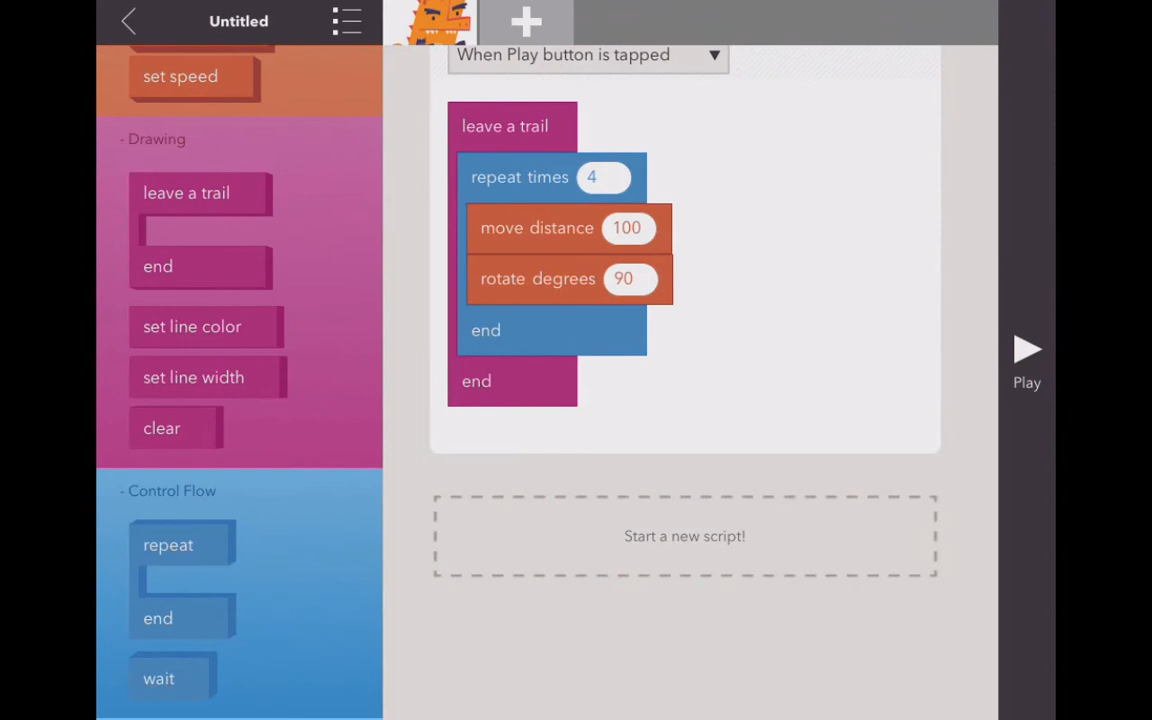 Untitled
set speed
- Drawing
leave a trail
end
set line color
set line width
clear
- Control Flow
repeat
end
wait
When Play button is tapped
leave a trail
repeat times 4
move distance 100
rotate degrees 90
end
end
Start a new script!
Play